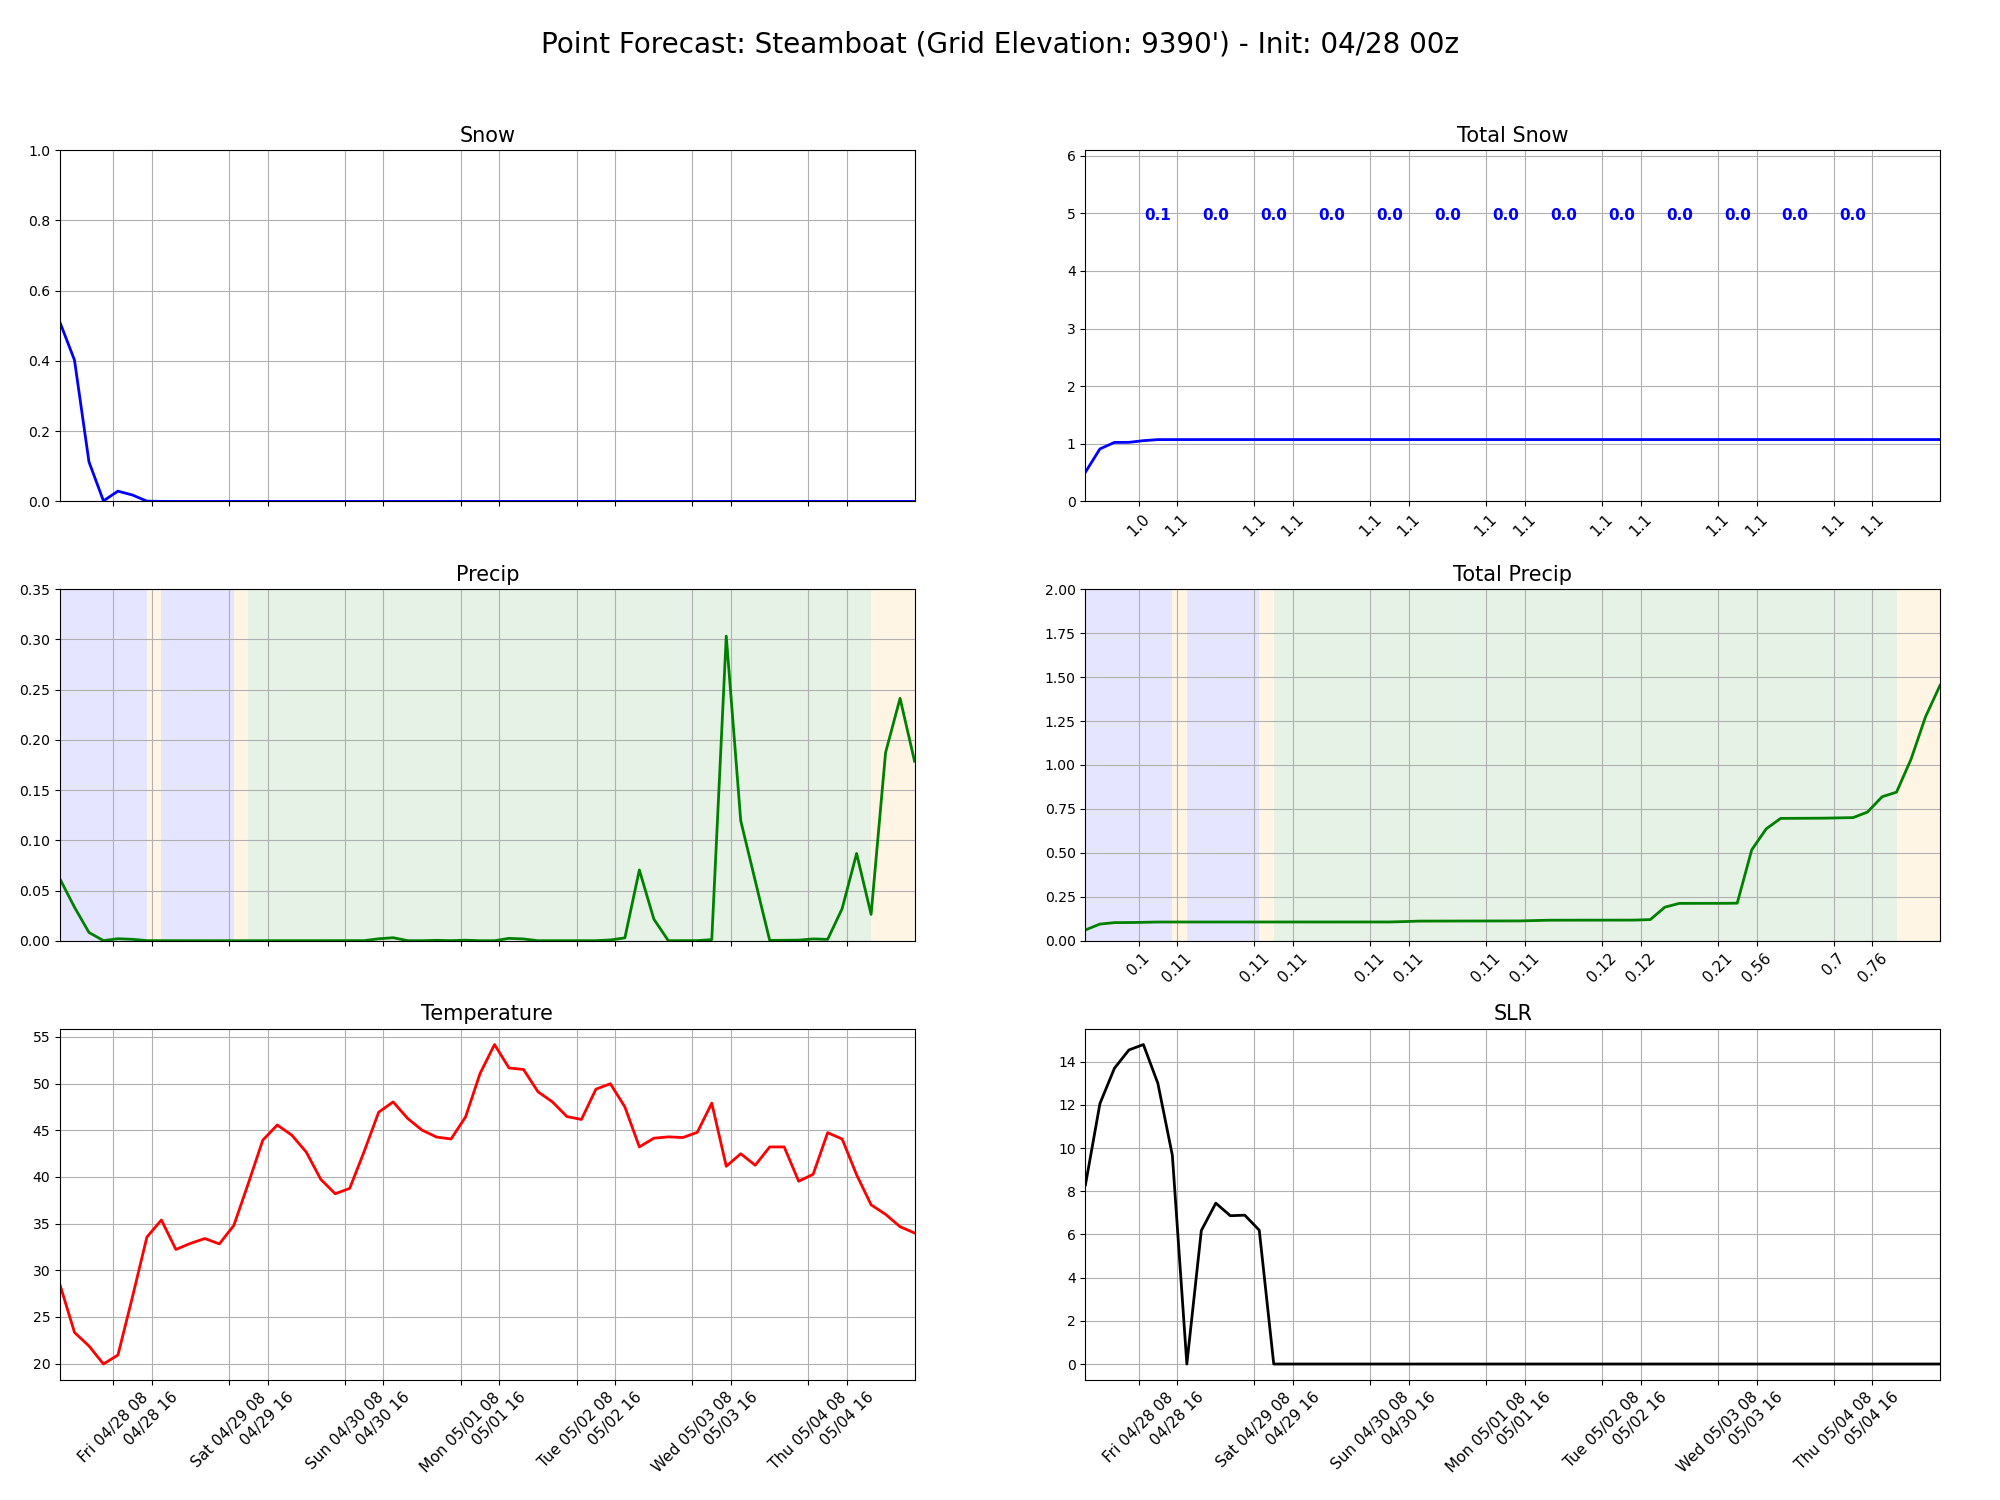 Point Forecast: Steamboat (Grid Elevation: 9390') - Init: 04/28 00z
Snow
1.0
0.8
0.6
0.4
0.2
0.0
Total Snow
6
5
4
3
2
1
0
0.1 0.0 0.0 0.0 0.0 0.0 0.0 0.0 0.0 0.0 0.0 0.0 0.0
1.0 1.1 1.1 1.1 1.1 1.1 1.1 1.1 1.1 1.1 1.1 1.1 1.1 1.1
Precip
0.35
0.30
0.25
0.20
0.15
0.10
0.05
0.00
Total Precip
2.00
1.75
1.50
1.25
1.00
0.75
0.50
0.25
0.00
0.1 0.11 0.11 0.11 0.11 0.11 0.11 0.11 0.12 0.12 0.21 0.56 0.7 0.76
Temperature
55
50
45
40
35
30
25
20
Fri 04/28 08
04/28 16
Sat 04/29 08
04/29 16
Sun 04/30 08
04/30 16
Mon 05/01 08
05/01 16
Tue 05/02 08
05/02 16
Wed 05/03 08
05/03 16
Thu 05/04 08
05/04 16
SLR
14
12
10
8
6
4
2
0
Fri 04/28 08
04/28 16
Sat 04/29 08
04/29 16
Sun 04/30 08
04/30 16
Mon 05/01 08
05/01 16
Tue 05/02 08
05/02 16
Wed 05/03 08
05/03 16
Thu 05/04 08
05/04 16